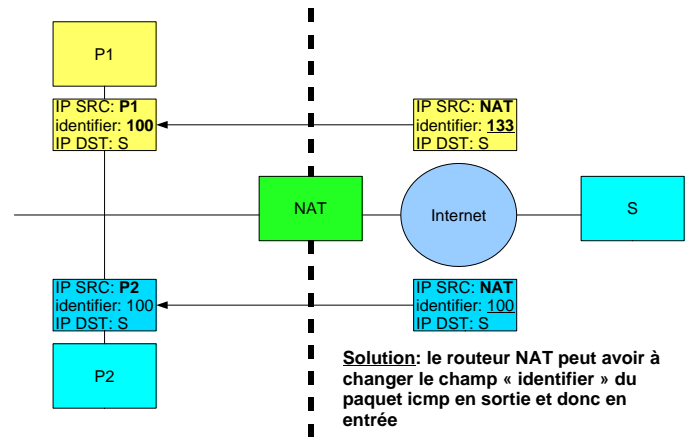 P1
IP SRC: P1
identifier: 100
IP DST: S
IP SRC: NAT
identifier: 133
IP DST: S
NAT
Internet
S
IP SRC: P2
identifier: 100
IP DST: S
IP SRC: NAT
identifier: 100
IP DST: S
P2
Solution: le routeur NAT peut avoir à
changer le champ « identifier » du
paquet icmp en sortie et donc en
entrée